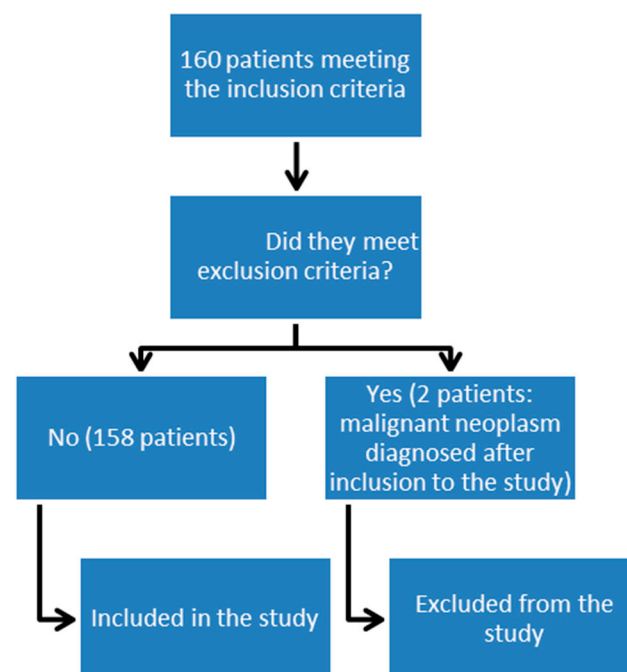 160 patients meeting
the inclusion criteria
Did they meet
exclusion criteria?
No (158 patients)
Yes (2 patients:
malignant neoplasm
diagnosed after
inclusion to the study)
Included in the study
Excluded from the
study